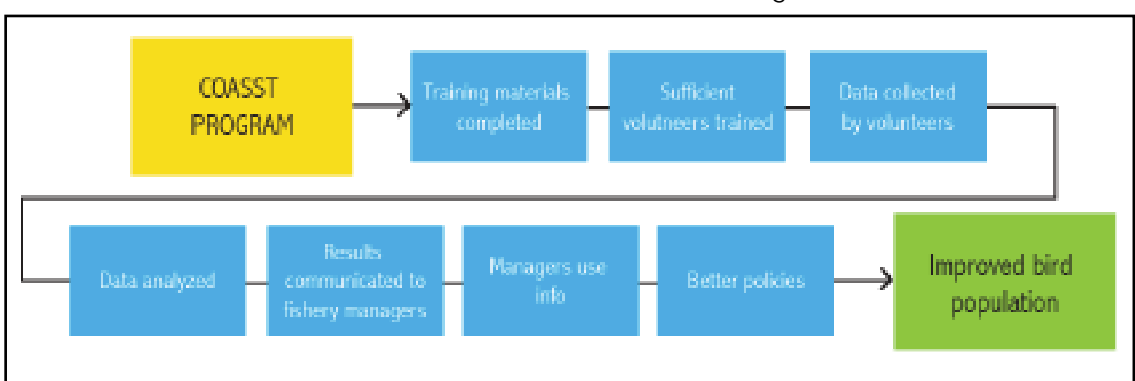 COASST
PROGRAM
Training materials
completed
Sufficient
volutneers trained
Data collected
by volunteers
Data analyzed
Results
communicated to
fishery managers
Managers use
info
Better policies
Improved bird
population